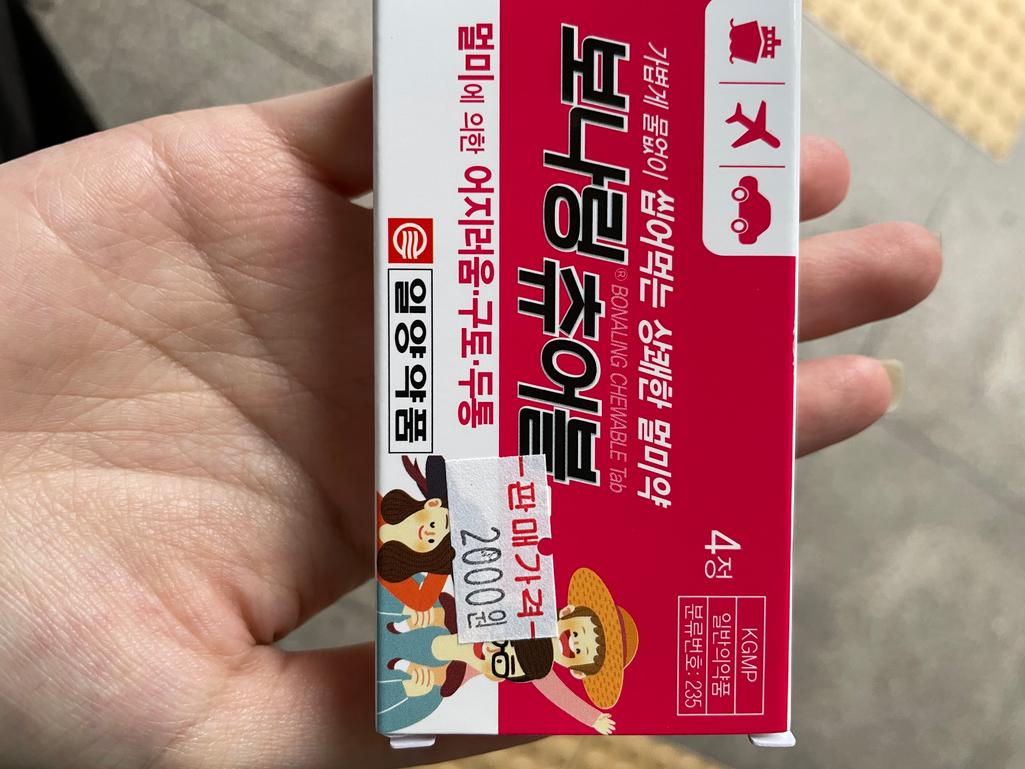 가볍게 물없이 씹어먹는 상쾌한 멀미약
보나링츄어블
® BONALING CHEWABLE Tab
멀미에 의한 어지러움·구토·두통
일양약품
4정
KGMP
일반의약품
분류번호: 235
판매가격
2000원